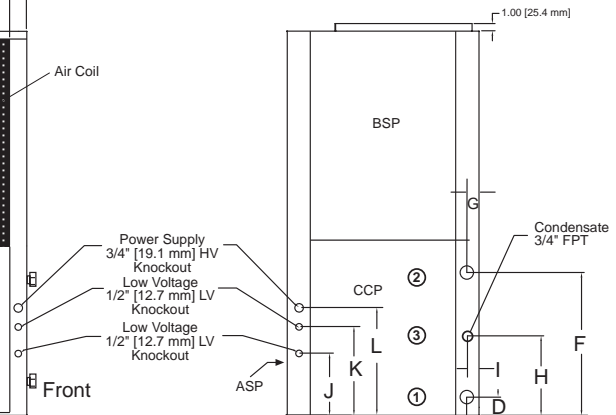 1.00 [25.4 mm]
Air Coil
BSP
G
Condensate
3/4" FPT
Power Supply
3/4" [19.1 mm] HV
Knockout
Low Voltage
1/2" [12.7 mm] LV
Knockout
Low Voltage
1/2" [12.7 mm] LV
Knockout
CCP
2
3
1
F
L
K
J
I
H
D
ASP
Front